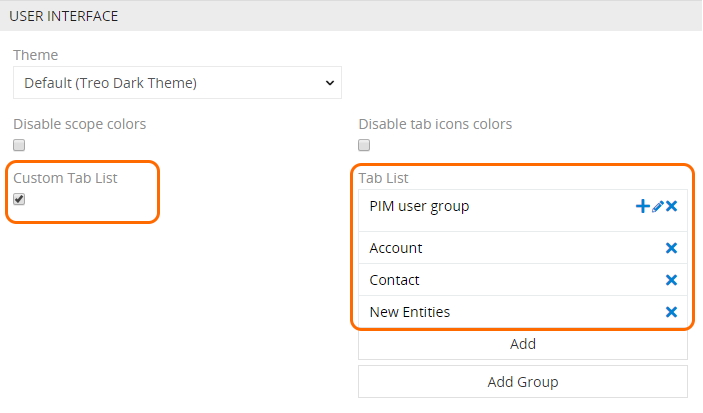 USER INTERFACE
Theme
Default (Treo Dark Theme)
Disable scope colors
Disable tab icons colors
Custom Tab List
Tab List
PIM user group
Account
Contact
New Entities
Add
Add Group